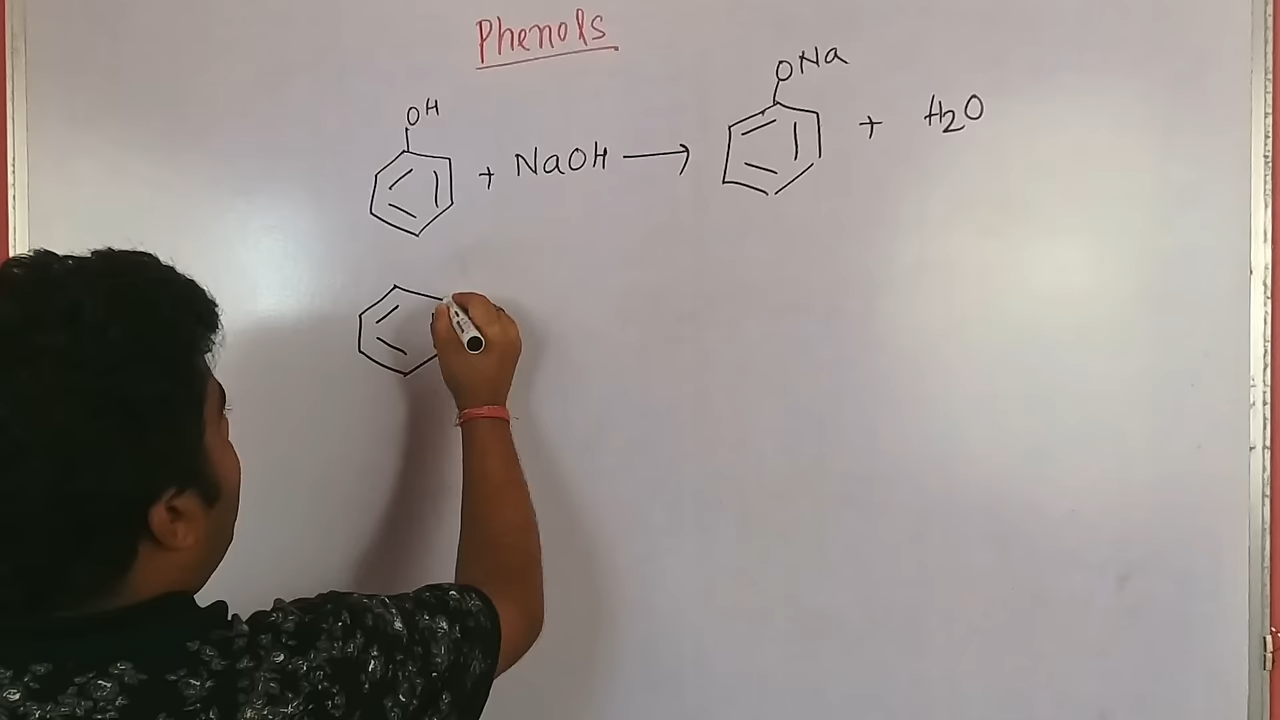 Phenols
OH
+ NaOH ⟶
ONa
+ H₂O